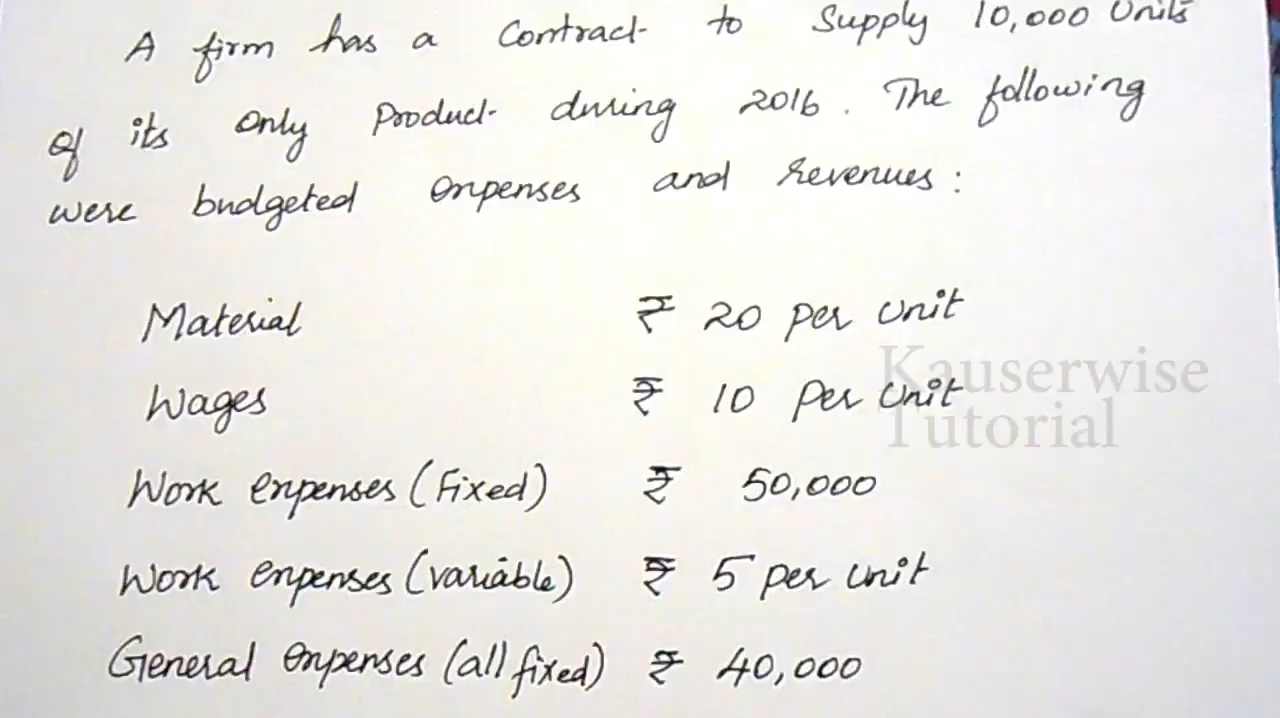 A firm has a Contract to Supply 10,000 Units
of its only Product during 2016. The following
were budgeted expenses and revenues:
Material ₹ 20 per unit
Wages ₹ 10 Per Unit
Work expenses (Fixed) ₹ 50,000
Work expenses (variable) ₹ 5 per unit
General expenses (all fixed) ₹ 40,000
Kauserwise
Tutorial